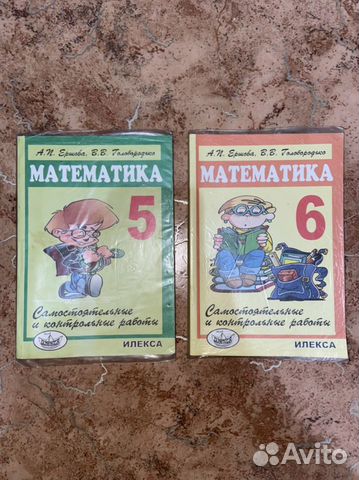 А.П. Ершова, В.В. Голобородько
МАТЕМАТИКА
5
Самостоятельные
и контрольные работы
ИЛЕКСА
А.П. Ершова, В.В. Голобородько
МАТЕМАТИКА
6
Самостоятельные
и контрольные работы
ИЛЕКСА
Avito